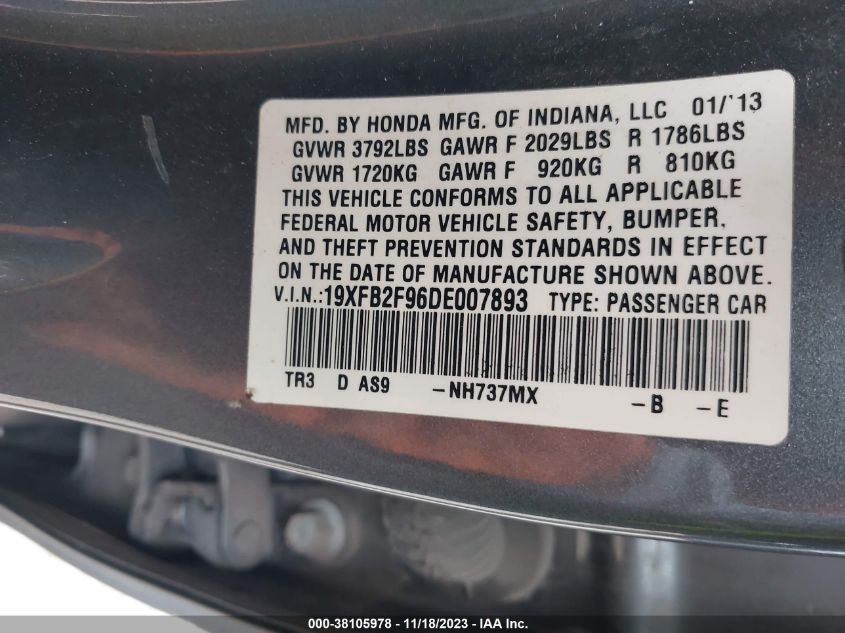 MFD. BY HONDA MFG. OF INDIANA, LLC 01/'13
GVWR 3792LBS GAWR F 2029LBS R 1786LBS
GVWR 1720KG GAWR F 920KG R 810KG
THIS VEHICLE CONFORMS TO ALL APPLICABLE
FEDERAL MOTOR VEHICLE SAFETY, BUMPER,
AND THEFT PREVENTION STANDARDS IN EFFECT
ON THE DATE OF MANUFACTURE SHOWN ABOVE.
V.I.N.:19XFB2F96DE007893 TYPE: PASSENGER CAR
TR3 D AS9 -NH737MX -B -E
000-38105978 - 11/18/2023 - IAA Inc.